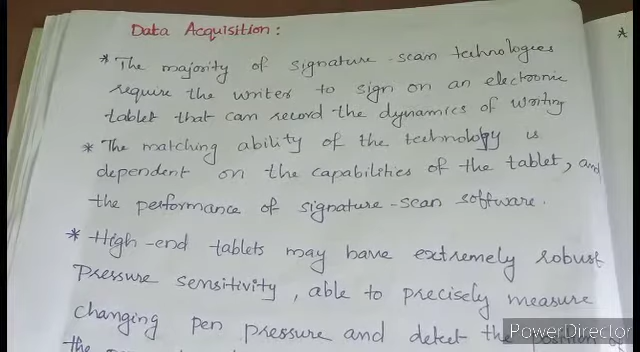 Data Acquisition:
* The majority of signature-scan technologies
require the writer to sign on an electronic
tablet that can record the dynamics of writing
* The matching ability of the technology is
dependent on the capabilities of the tablet, and
the performance of signature-scan software.
* High-end tablets may have extremely robust
Pressure sensitivity, able to precisely measure
changing pen pressure and detect the position of
the
*
PowerDirector